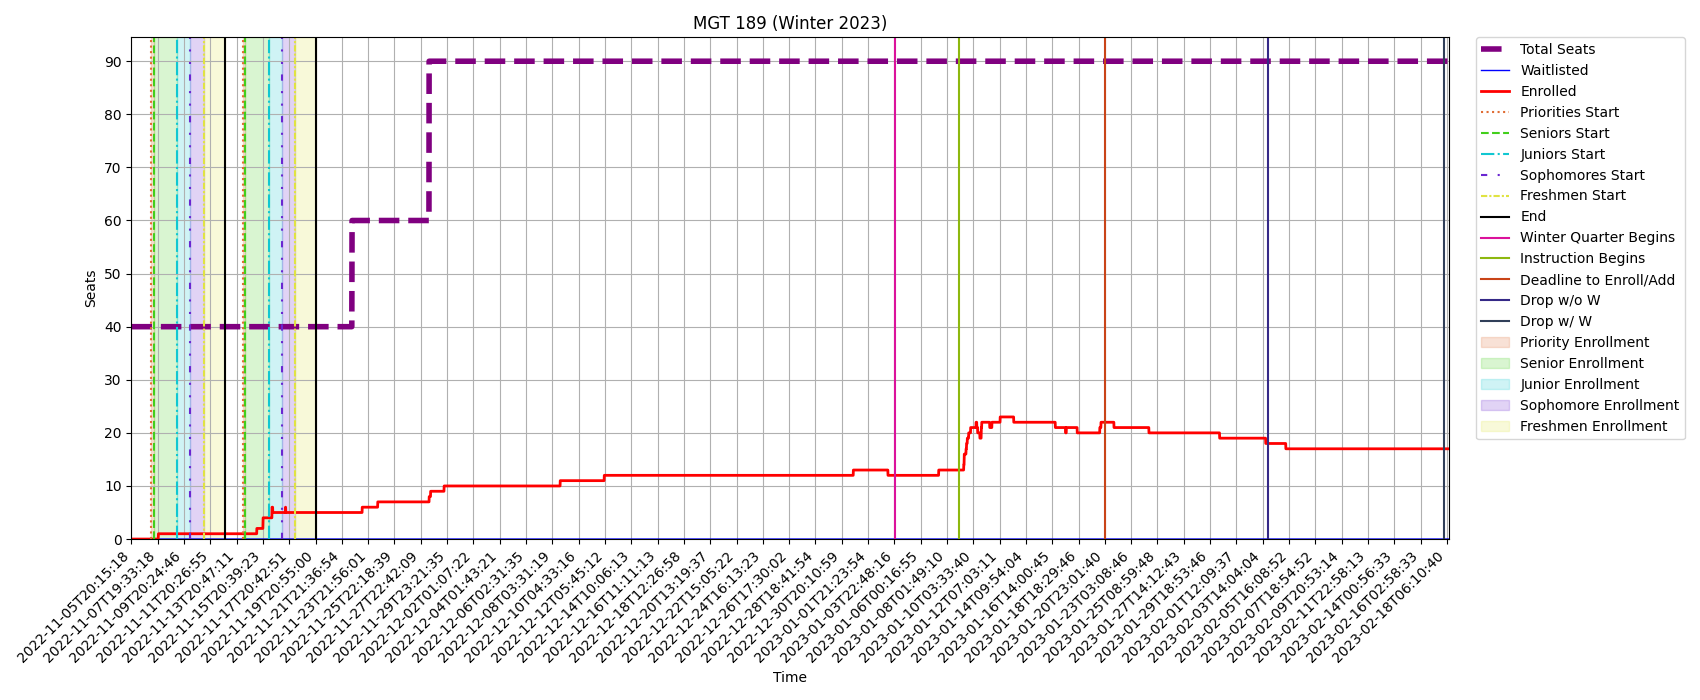 MGT 189 (Winter 2023)
Seats
90
80
70
60
50
40
30
20
10
0
2022-11-05T20:15:18
2022-11-07T19:33:18
2022-11-09T20:24:46
2022-11-11T20:26:55
2022-11-13T20:47:11
2022-11-15T20:39:23
2022-11-17T20:42:51
2022-11-19T20:55:00
2022-11-21T21:36:54
2022-11-23T21:56:01
2022-11-25T22:18:39
2022-11-27T22:42:09
2022-11-29T23:21:35
2022-12-02T01:07:22
2022-12-04T01:43:21
2022-12-06T02:31:35
2022-12-08T03:31:19
2022-12-10T04:33:16
2022-12-12T05:45:12
2022-12-14T10:06:13
2022-12-16T11:11:13
2022-12-18T12:26:58
2022-12-20T13:19:37
2022-12-22T15:05:22
2022-12-24T16:13:23
2022-12-26T17:30:02
2022-12-28T18:41:54
2022-12-30T20:10:59
2023-01-01T21:23:54
2023-01-03T22:48:16
2023-01-06T00:16:55
2023-01-08T01:49:10
2023-01-10T03:33:40
2023-01-12T07:03:11
2023-01-14T09:54:04
2023-01-16T14:00:45
2023-01-18T18:29:46
2023-01-20T23:01:40
2023-01-23T03:08:46
2023-01-25T08:59:48
2023-01-27T14:12:43
2023-01-29T18:53:46
2023-02-01T12:09:37
2023-02-03T14:04:04
2023-02-05T16:08:52
2023-02-07T18:54:52
2023-02-09T20:53:14
2023-02-11T22:58:13
2023-02-14T00:56:33
2023-02-16T02:58:33
2023-02-18T06:10:40
Time
Total Seats
Waitlisted
Enrolled
Priorities Start
Seniors Start
Juniors Start
Sophomores Start
Freshmen Start
End
Winter Quarter Begins
Instruction Begins
Deadline to Enroll/Add
Drop w/o W
Drop w/ W
Priority Enrollment
Senior Enrollment
Junior Enrollment
Sophomore Enrollment
Freshmen Enrollment